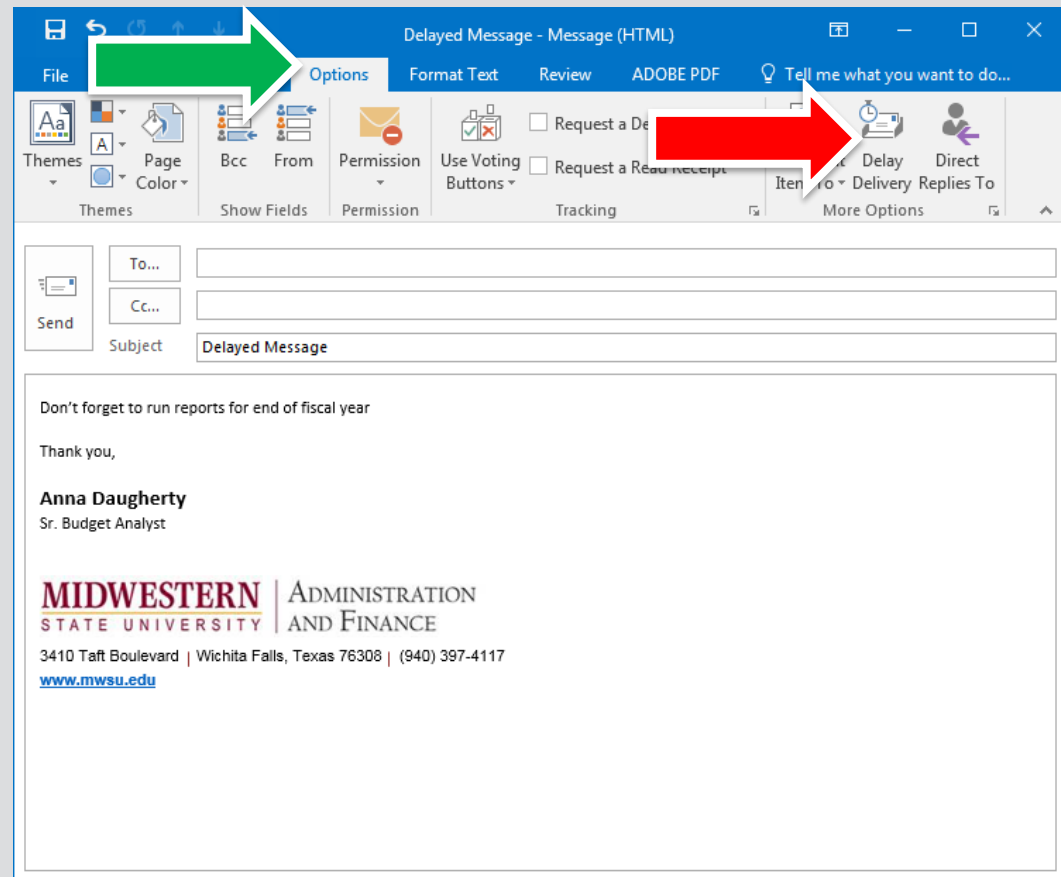 Delayed Message - Message (HTML)
File Options Format Text Review ADOBE PDF Tell me what you want to do...
Aa
A
Themes Page Color
Bcc From
Permission
Use Voting Buttons
Request a De
Request a Read Receipt
Item To
Delay Delivery
Direct Replies To
Themes Show Fields Permission Tracking More Options
To...
Cc...
Send
Subject Delayed Message
Don't forget to run reports for end of fiscal year
Thank you,
Anna Daugherty
Sr. Budget Analyst
MIDWESTERN STATE UNIVERSITY
ADMINISTRATION AND FINANCE
3410 Taft Boulevard | Wichita Falls, Texas 76308 | (940) 397-4117
www.mwsu.edu